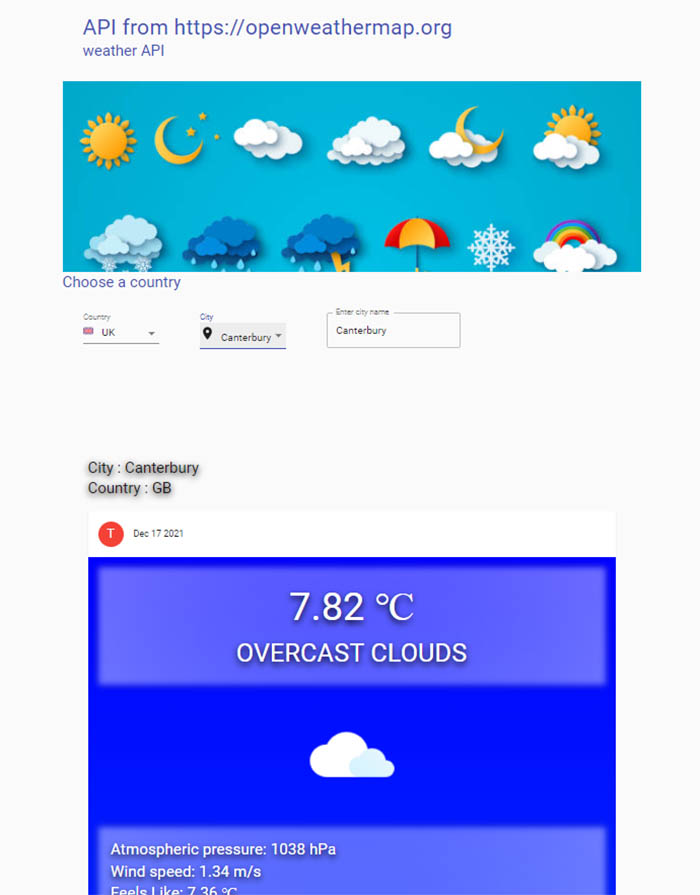 API from https://openweathermap.org
weather API
Choose a country
Country
UK
City
Canterbury
Enter city name
Canterbury
City : Canterbury
Country : GB
T
Dec 17 2021
7.82 ℃
OVERCAST CLOUDS
Atmospheric pressure: 1038 hPa
Wind speed: 1.34 m/s
Feels Like: 7.36 ℃